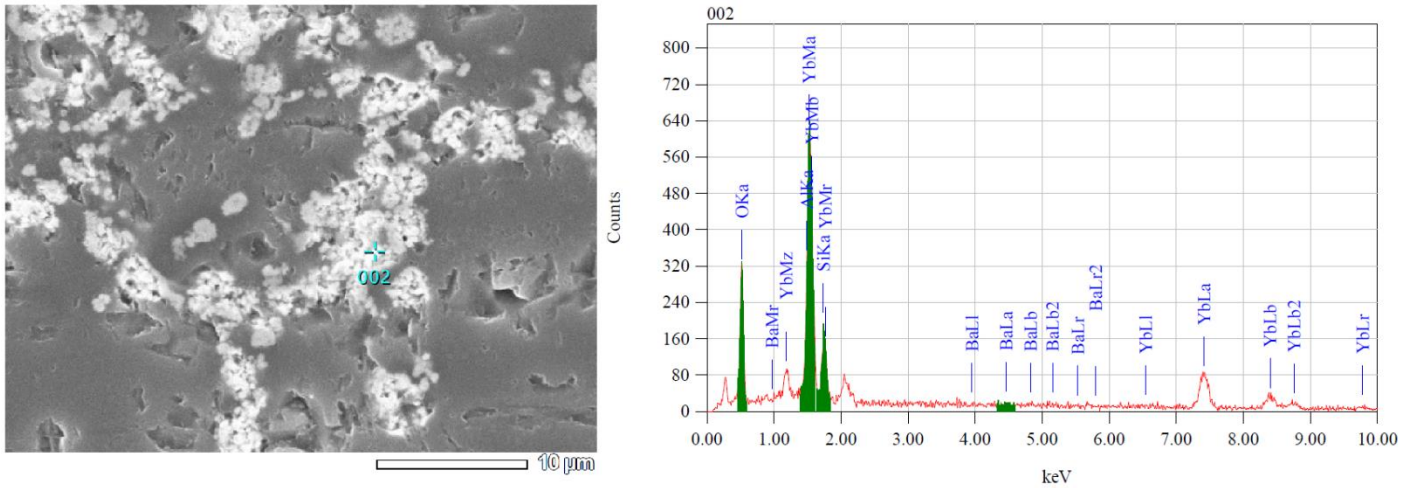 002
10 µm
002
Counts
800
720
640
560
480
400
320
240
160
80
0
OKa
BaMr
YbMz
AlKa
YbMb
YbMa
SiKa YbMr
BaLl
BaLa
BaLb
BaLb2
BaLr
BaLr2
YbLl
YbLa
YbLb
YbLb2
YbLr
0.00 1.00 2.00 3.00 4.00 5.00 6.00 7.00 8.00 9.00 10.00
keV